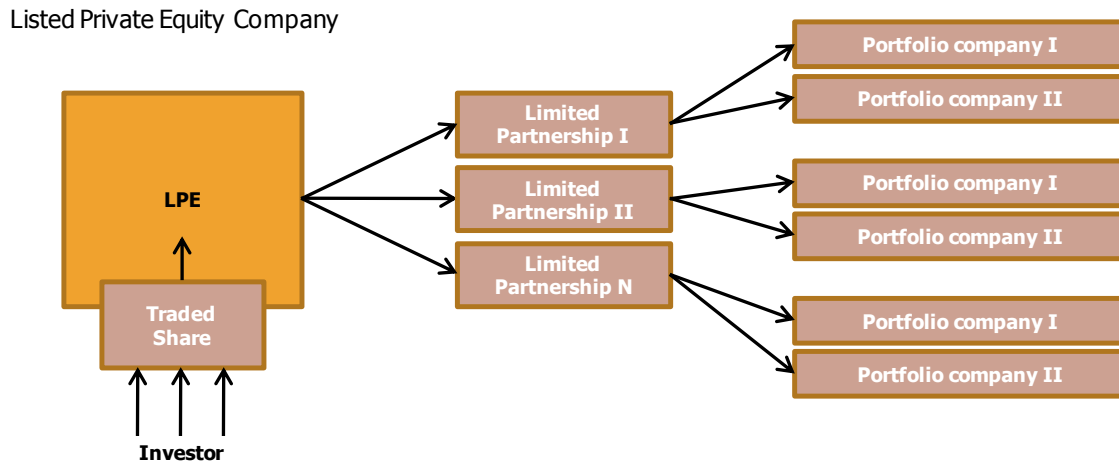 Listed Private Equity Company
LPE
Traded
Share
Investor
Limited
Partnership I
Limited
Partnership II
Limited
Partnership N
Portfolio company I
Portfolio company II
Portfolio company I
Portfolio company II
Portfolio company I
Portfolio company II